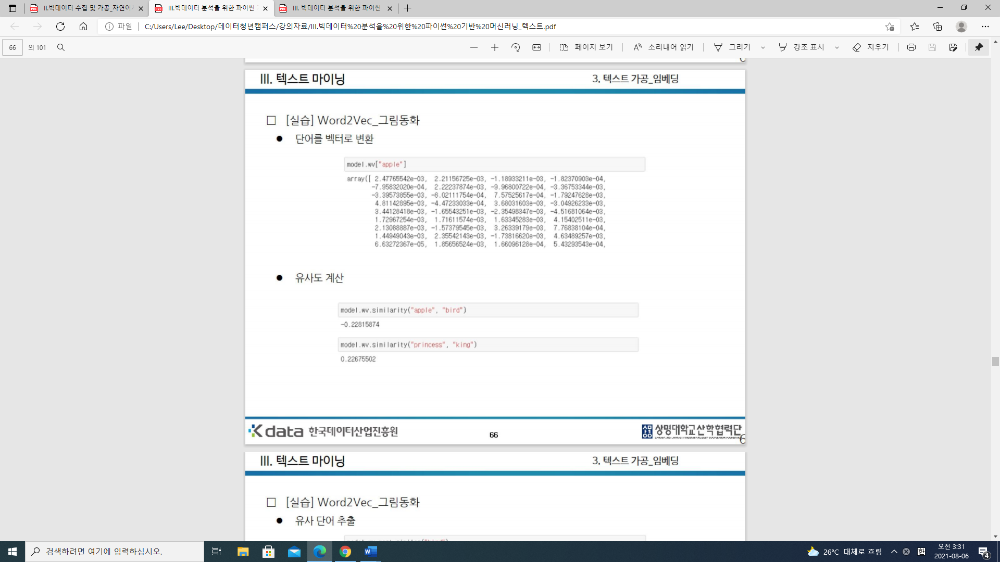 II.빅데이터 수집 및 가공_자연어
III.빅데이터 분석을 위한 파이썬
III. 빅데이터 분석을 위한 파이썬
파일
C:/Users/Lee/Desktop/데이터청년캠퍼스/강의자료/III.빅데이터%20분석을%20위한%20파이썬%20기반%20머신러닝_텍스트.pdf
66
의 101
페이지 보기
소리내어 읽기
그리기
강조 표시
지우기
III. 텍스트 마이닝
3. 텍스트 가공_임베딩
[실습] Word2Vec_그림동화
단어를 벡터로 변환
model.wv["apple"]
array([ 2.47765542e-03, 2.21156725e-03, -1.18933211e-03, -1.82370903e-04,
-7.95832020e-04, 2.22237874e-04, -9.96800722e-04, -3.36753344e-03,
-3.39573855e-03, -8.02111754e-04, 7.57525617e-04, -1.79247628e-03,
4.81142895e-03, -4.47233033e-04, 3.68031603e-03, -3.04926233e-03,
3.44128418e-03, -1.65543251e-03, -2.35498347e-03, -4.51681064e-03,
1.72967254e-03, 1.71611574e-03, 1.63345283e-03, 4.15402511e-03,
2.13088887e-03, -1.57379545e-03, 3.26339179e-03, 7.76838104e-04,
1.44949043e-03, 2.35542143e-03, -1.73816620e-03, 4.63489257e-03,
6.63272367e-05, 1.85656524e-03, 1.66096128e-04, 5.43293543e-04,
유사도 계산
model.wv.similarity("apple", "bird")
-0.22815874
model.wv.similarity("princess", "king")
0.22675502
K data 한국데이터산업진흥원
66
상명대학교산학협력단
6
III. 텍스트 마이닝
3. 텍스트 가공_임베딩
[실습] Word2Vec_그림동화
유사 단어 추출
검색하려면 여기에 입력하십시오.
26°C 대체로 흐림
한
오전 3:31
2021-08-06
4